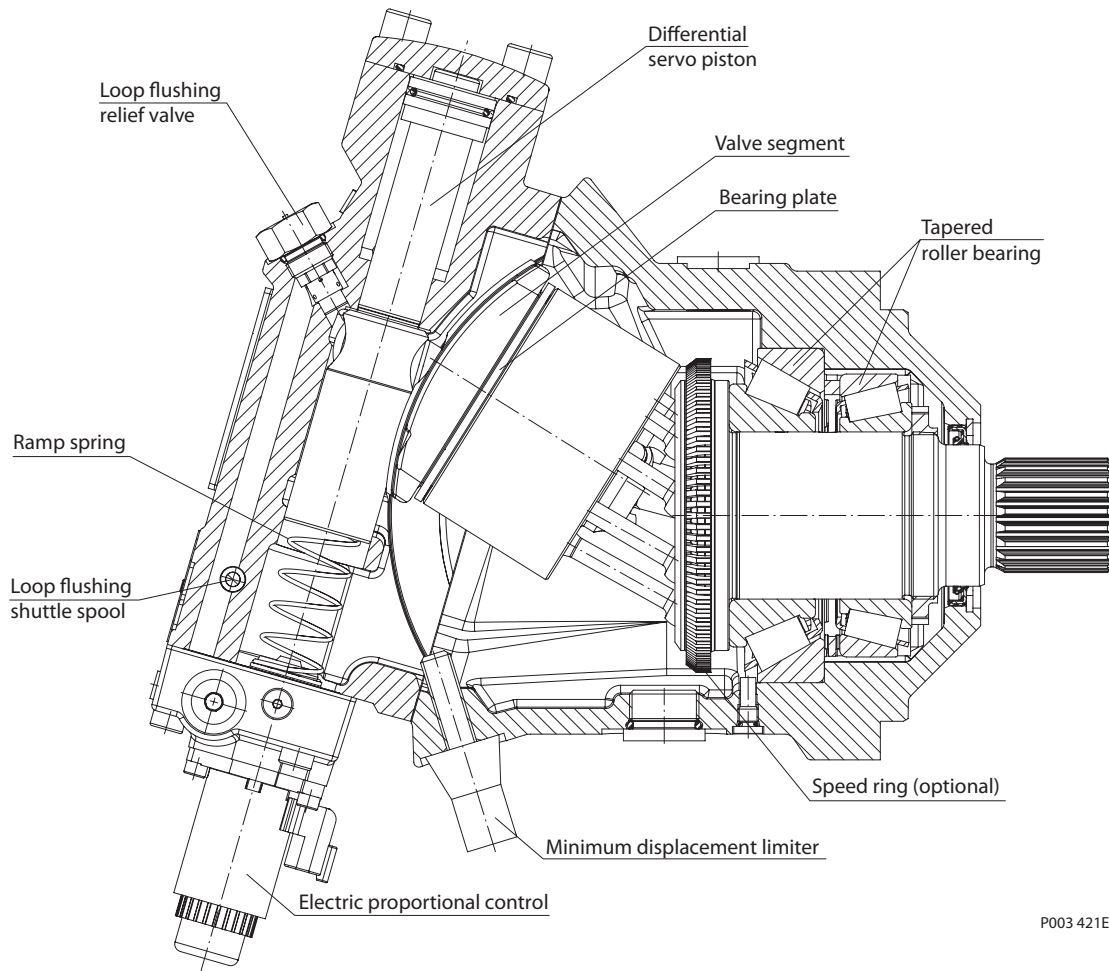 Differential
servo piston
Loop flushing
relief valve
Valve segment
Bearing plate
Tapered
roller bearing
Ramp spring
Loop flushing
shuttle spool
Speed ring (optional)
Minimum displacement limiter
Electric proportional control
P003 421E